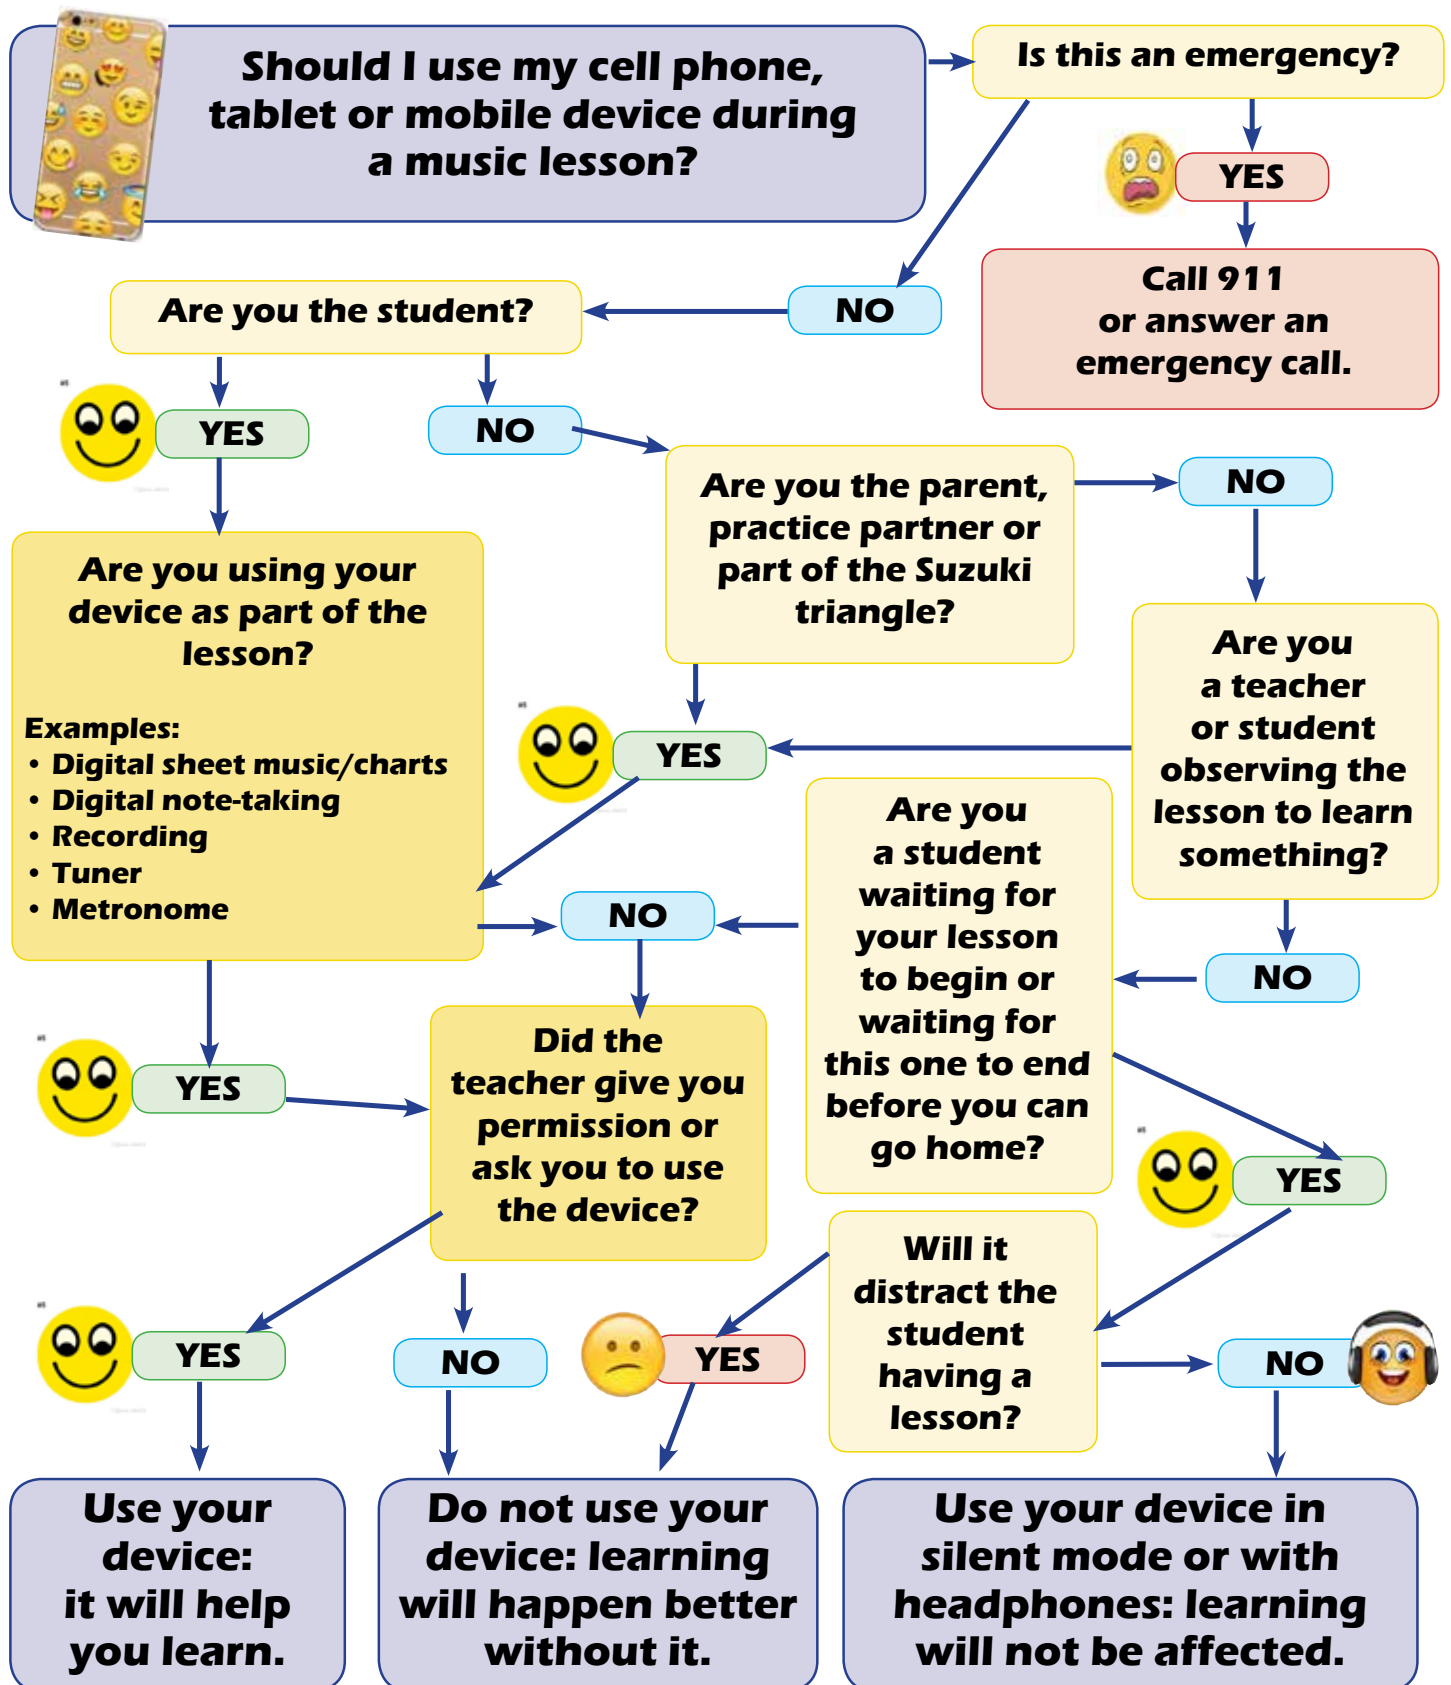 Should I use my cell phone,
tablet or mobile device during
a music lesson?
Is this an emergency?
YES
Call 911
or answer an
emergency call.
NO
Are you the student?
YES
NO
Are you the parent,
practice partner or
part of the Suzuki
triangle?
NO
Are you using your
device as part of the
lesson?
Examples:
• Digital sheet music/charts
• Digital note-taking
• Recording
• Tuner
• Metronome
YES
Are you
a teacher
or student
observing the
lesson to learn
something?
NO
NO
Are you
a student
waiting for
your lesson
to begin or
waiting for
this one to end
before you can
go home?
YES
Did the
teacher give you
permission or
ask you to use
the device?
YES
Will it
distract the
student
having a
lesson?
YES
NO
YES
NO
Use your
device:
it will help
you learn.
Do not use your
device: learning
will happen better
without it.
Use your device in
silent mode or with
headphones: learning
will not be affected.